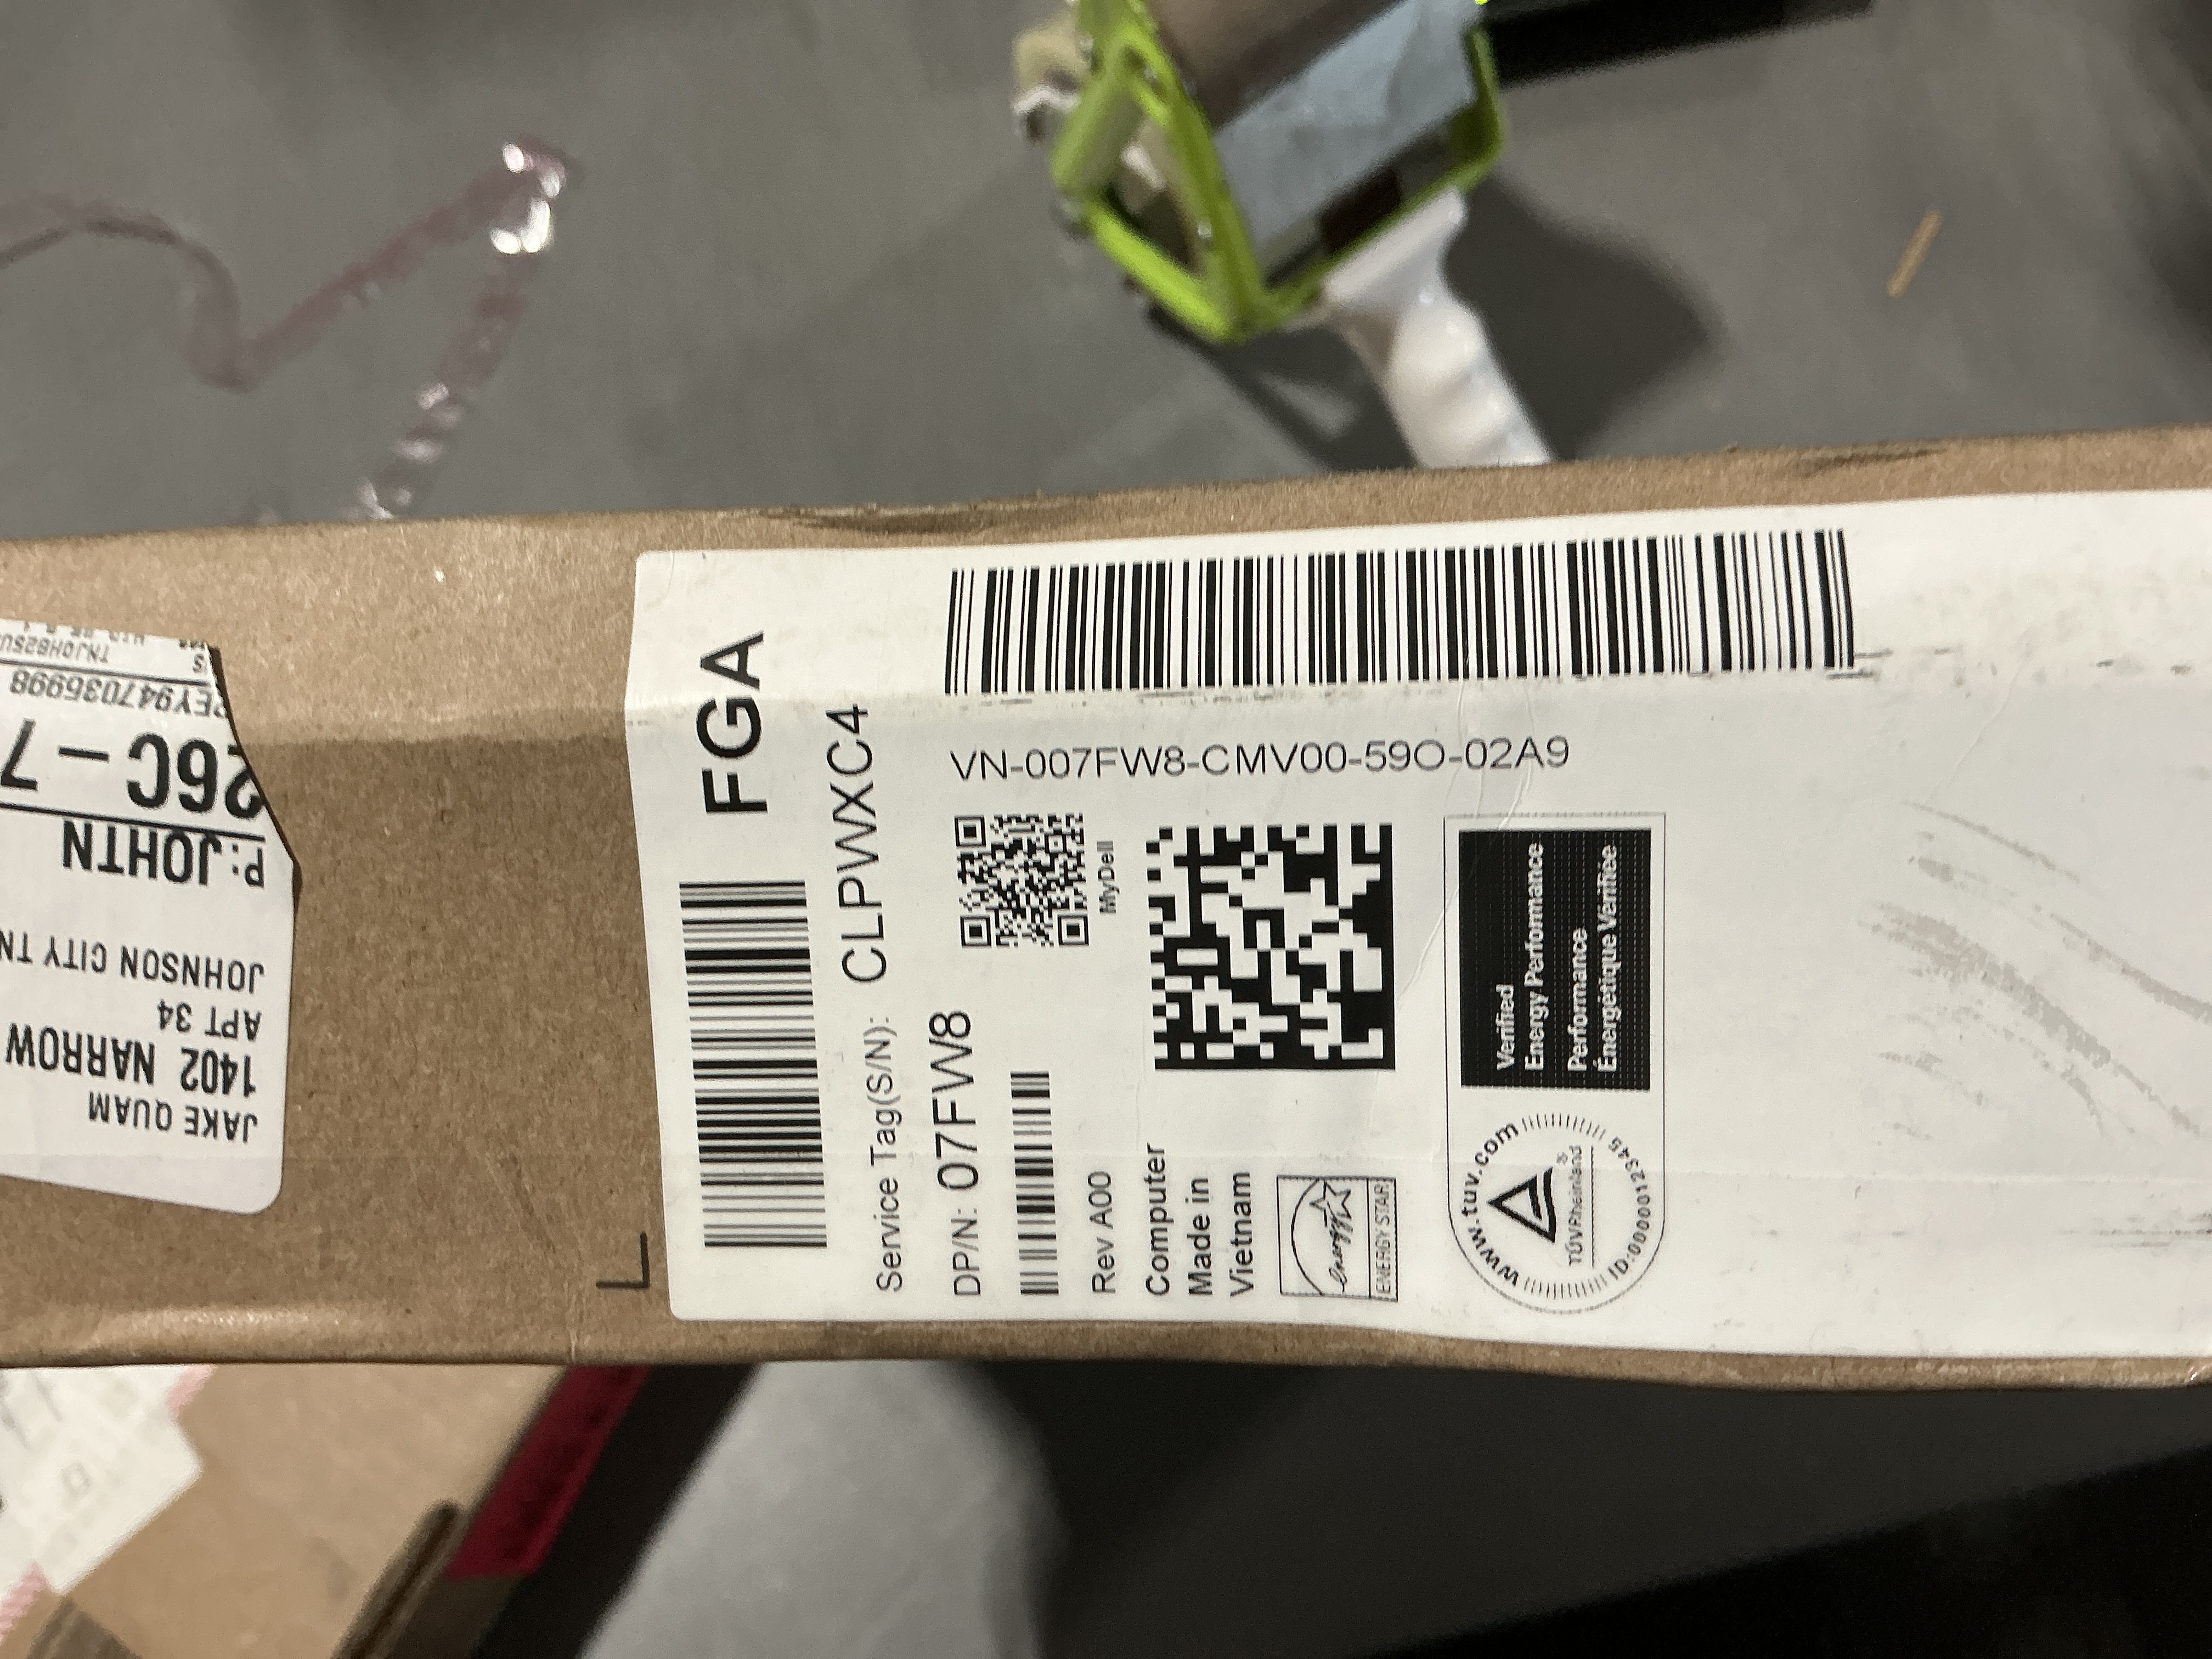 FGA
Service Tag(S/N): CLPWXC4
DP/N: 07FW8
MyDell
VN-007FW8-CMV00-59O-02A9
Rev A00
Computer
Made in
Vietnam
energy
ENERGY STAR
Verified
Energy Performance
Performance
Énergétique Vérifiée
www.tuv.com
TÜVRheinland
®
ID:0000012345
L
JAKE QUAM
1402 NARROW
APT 34
JOHNSON CITY TN
P: JOHTN
26C – 7
EY947035998
S